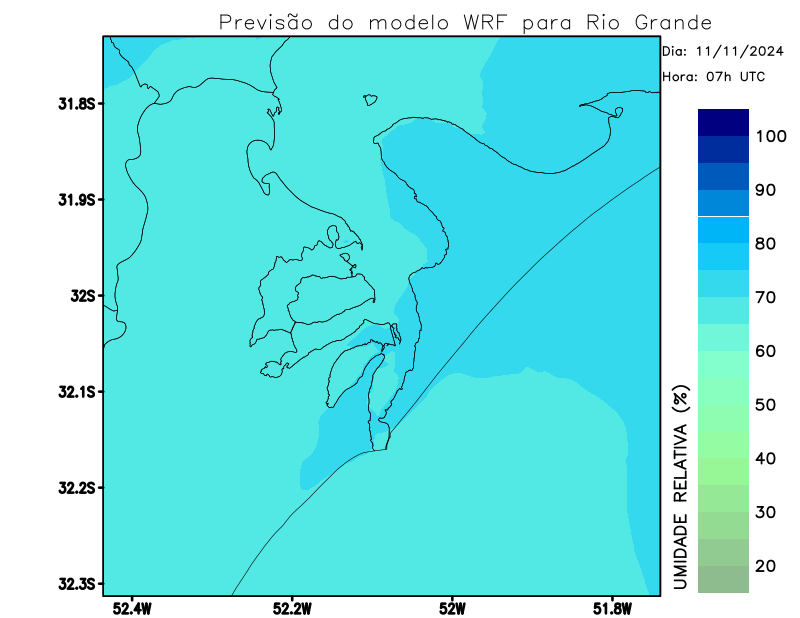 Previsão do modelo WRF para Rio Grande
Dia: 11/11/2024
Hora: 07h UTC
31.8S
31.9S
32S
32.1S
32.2S
32.3S
52.4W
52.2W
52W
51.8W
UMIDADE RELATIVA (%)
100
90
80
70
60
50
40
30
20